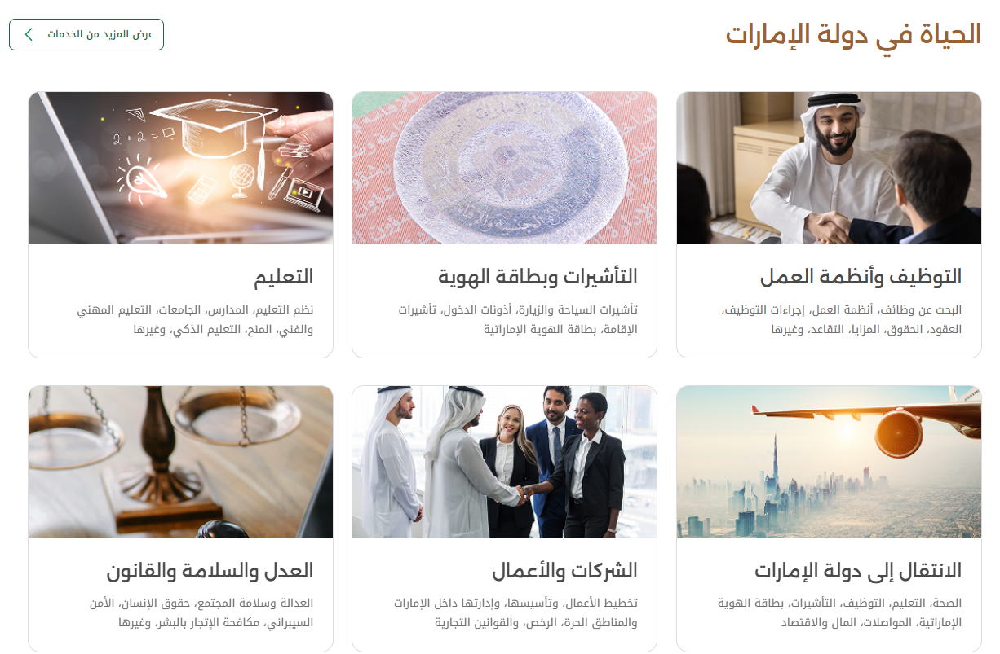 الحياة في دولة الإمارات
عرض المزيد من الخدمات
التوظيف وأنظمة العمل
البحث عن وظائف، أنظمة العمل، إجراءات التوظيف،
العقود، الحقوق، المزايا، التقاعد، وغيرها
التأشيرات وبطاقة الهوية
تأشيرات السياحة والزيارة، أذونات الدخول، تأشيرات
الإقامة، بطاقة الهوية الإماراتية
2 + 2 =
التعليم
نظم التعليم، المدارس، الجامعات، التعليم المهني
والفني، المنح، التعليم الذكي، وغيرها
الانتقال إلى دولة الإمارات
الصحة، التعليم، التوظيف، التأشيرات، بطاقة الهوية
الإماراتية، المواصلات، المال والاقتصاد
الشركات والأعمال
تخطيط الأعمال، وتأسيسها، وإدارتها داخل الإمارات
والمناطق الحرة، الرخص، والقوانين التجارية
العدل والسلامة والقانون
العدالة وسلامة المجتمع، حقوق الإنسان، الأمن
السيبراني، مكافحة الإتجار بالبشر، وغيرها